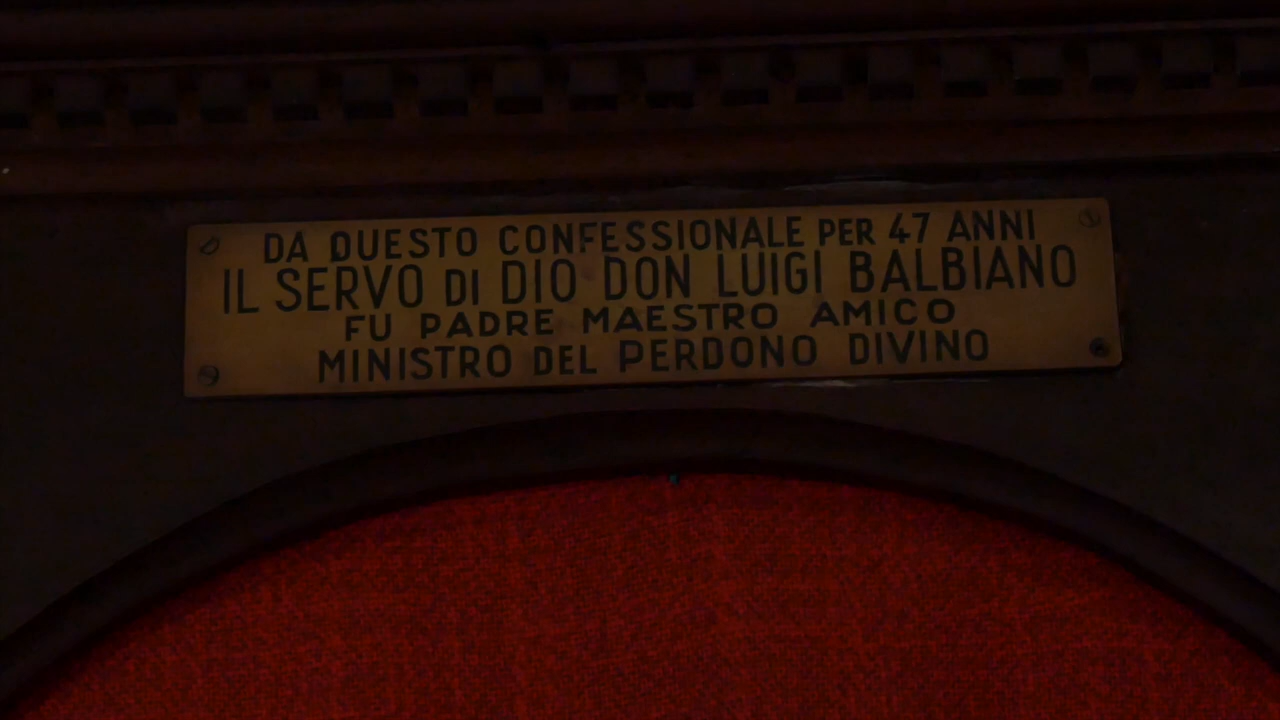 DA QUESTO CONFESSIONALE PER 47 ANNI
IL SERVO DI DIO DON LUIGI BALBIANO
FU PADRE MAESTRO AMICO
MINISTRO DEL PERDONO DIVINO